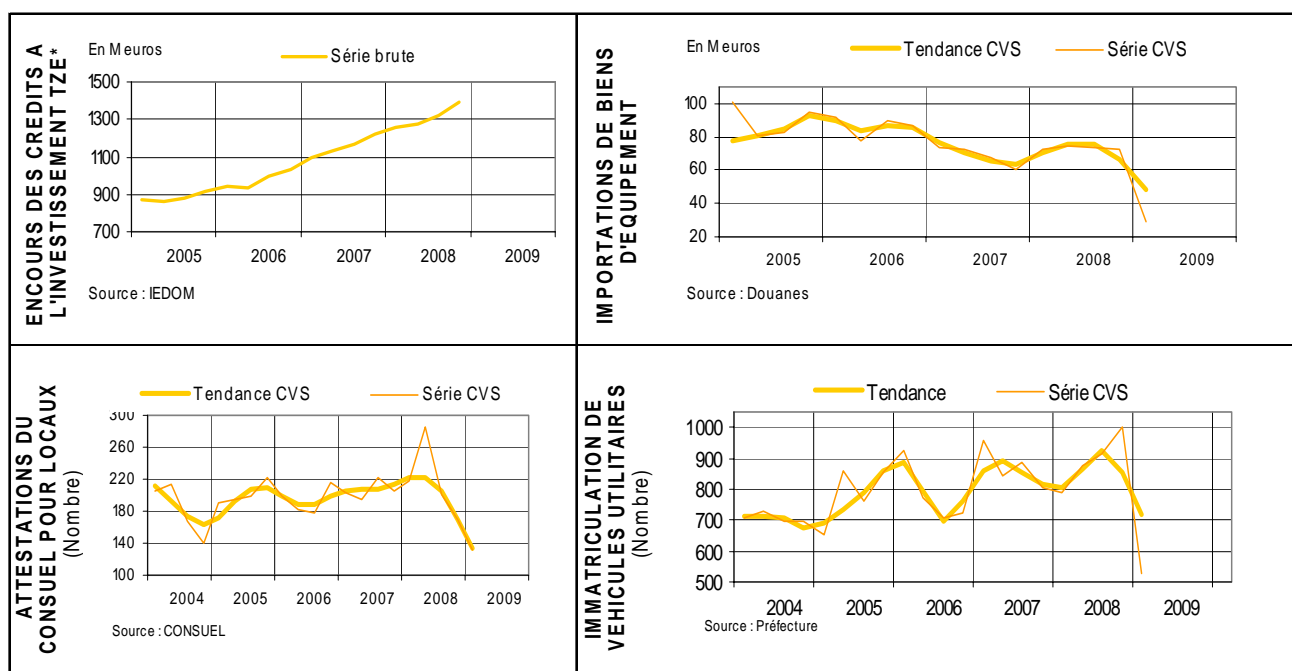 ENCOURS DES CREDITS A
L'INVESTISSEMENT TZE*
En Meuros
Série brute
1500
1300
1100
900
700
2005 2006 2007 2008 2009
Source : IEDOM
IMPORTATIONS DE BIENS
D'EQUIPEMENT
En Meuros
Tendance CVS Série CVS
100
80
60
40
20
2005 2006 2007 2008 2009
Source : Douanes
ATTESTATIONS DU
CONSUEL POUR LOCAUX
(Nombre)
Tendance CVS Série CVS
300
260
220
180
140
100
2004 2005 2006 2007 2008 2009
Source : CONSUEL
IMMATRICULATION DE
VEHICULES UTILITAIRES
(Nombre)
Tendance Série CVS
1000
900
800
700
600
500
2004 2005 2006 2007 2008 2009
Source : Préfecture